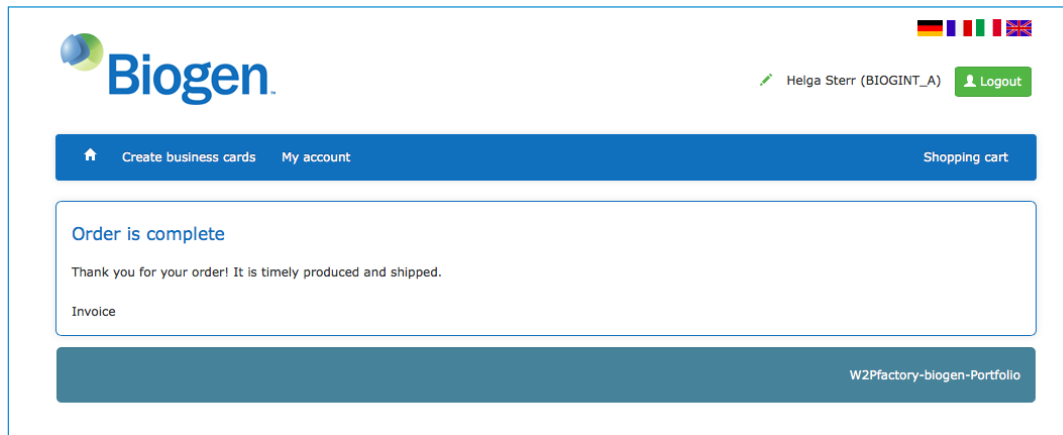 Biogen™
Helga Sterr (BIOGINT_A) Logout
Create business cards My account Shopping cart
Order is complete
Thank you for your order! It is timely produced and shipped.
Invoice
W2Pfactory-biogen-Portfolio